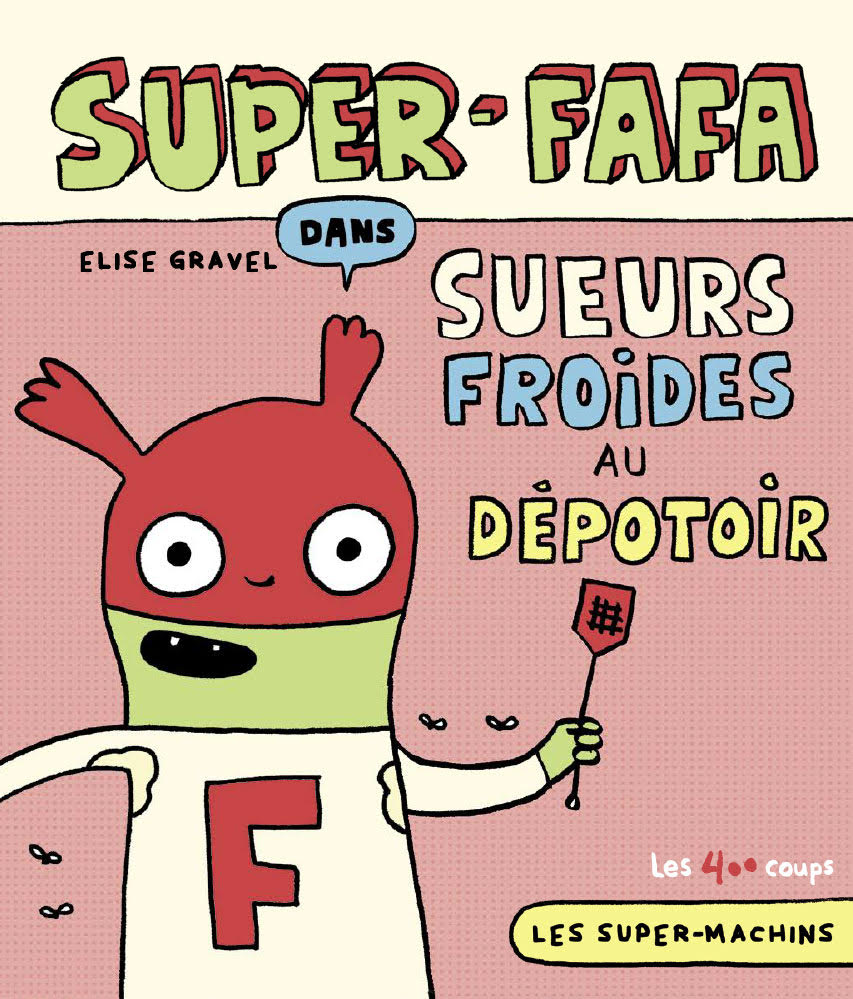 SUPER-FAFA
DANS
ELISE GRAVEL
SUEURS
FROiDES
AU
DÉPOTOiR
F
Les 400 coups
LES SUPER-MACHINS